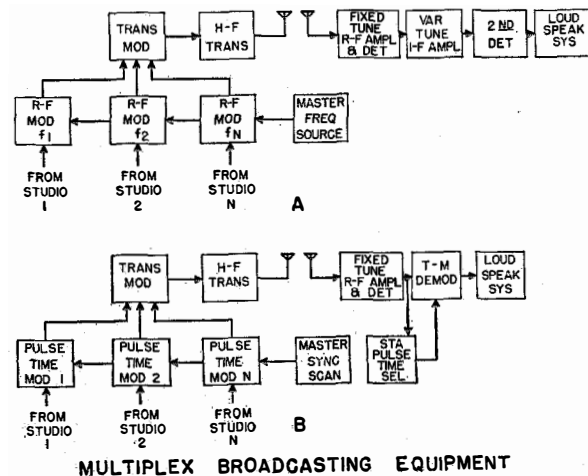 TRANS
MOD
H-F
TRANS
FIXED
TUNE
R-F AMPL
& DET
VAR
TUNE
I-F AMPL
2 ND
DET
LOUD
SPEAK
SYS
R-F
MOD
f1
R-F
MOD
f2
R-F
MOD
fN
MASTER
FREQ
SOURCE
FROM
STUDIO
1
FROM
STUDIO
2
FROM
STUDIO
N
A
TRANS
MOD
H-F
TRANS
FIXED
TUNE
R-F AMPL
& DET
T-M
DEMOD
LOUD
SPEAK
SYS
PULSE
TIME
MOD 1
PULSE
TIME
MOD 2
PULSE
TIME
MOD N
MASTER
SYNC
SCAN
STA
PULSE
TIME
SEL.
FROM
STUDIO
1
FROM
STUDIO
2
FROM
STUDIO
N
B
MULTIPLEX BROADCASTING EQUIPMENT